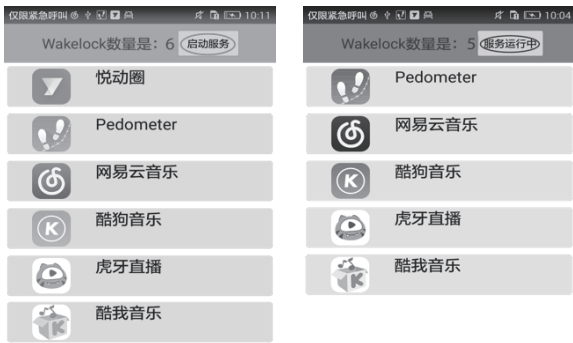 仅限紧急呼叫
10:11
Wakelock数量是：6
启动服务
悦动圈
Pedometer
网易云音乐
酷狗音乐
虎牙直播
酷我音乐
仅限紧急呼叫
10:04
Wakelock数量是：5
服务运行中
Pedometer
网易云音乐
酷狗音乐
虎牙直播
酷我音乐